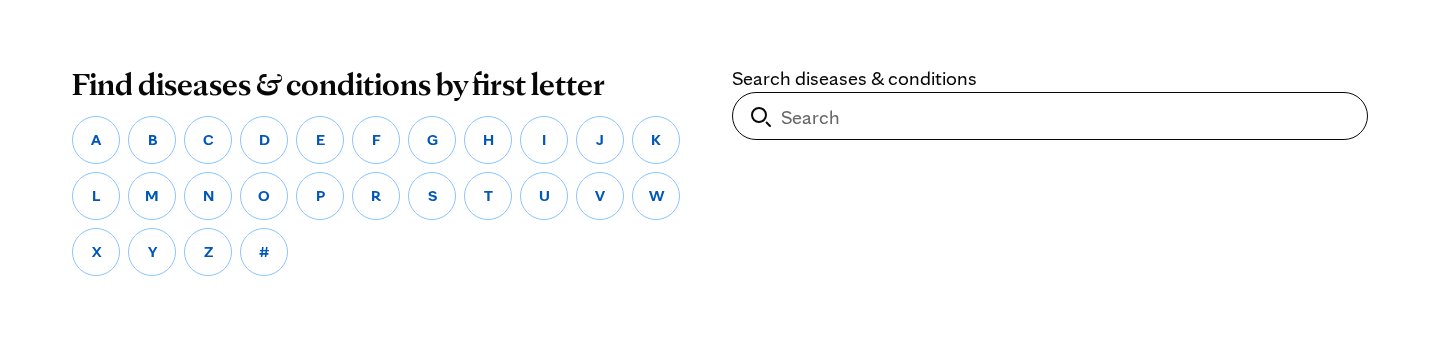 Find diseases & conditions by first letter
A B C D E F G H I J K
L M N O P R S T U V W
X Y Z #
Search diseases & conditions
Search